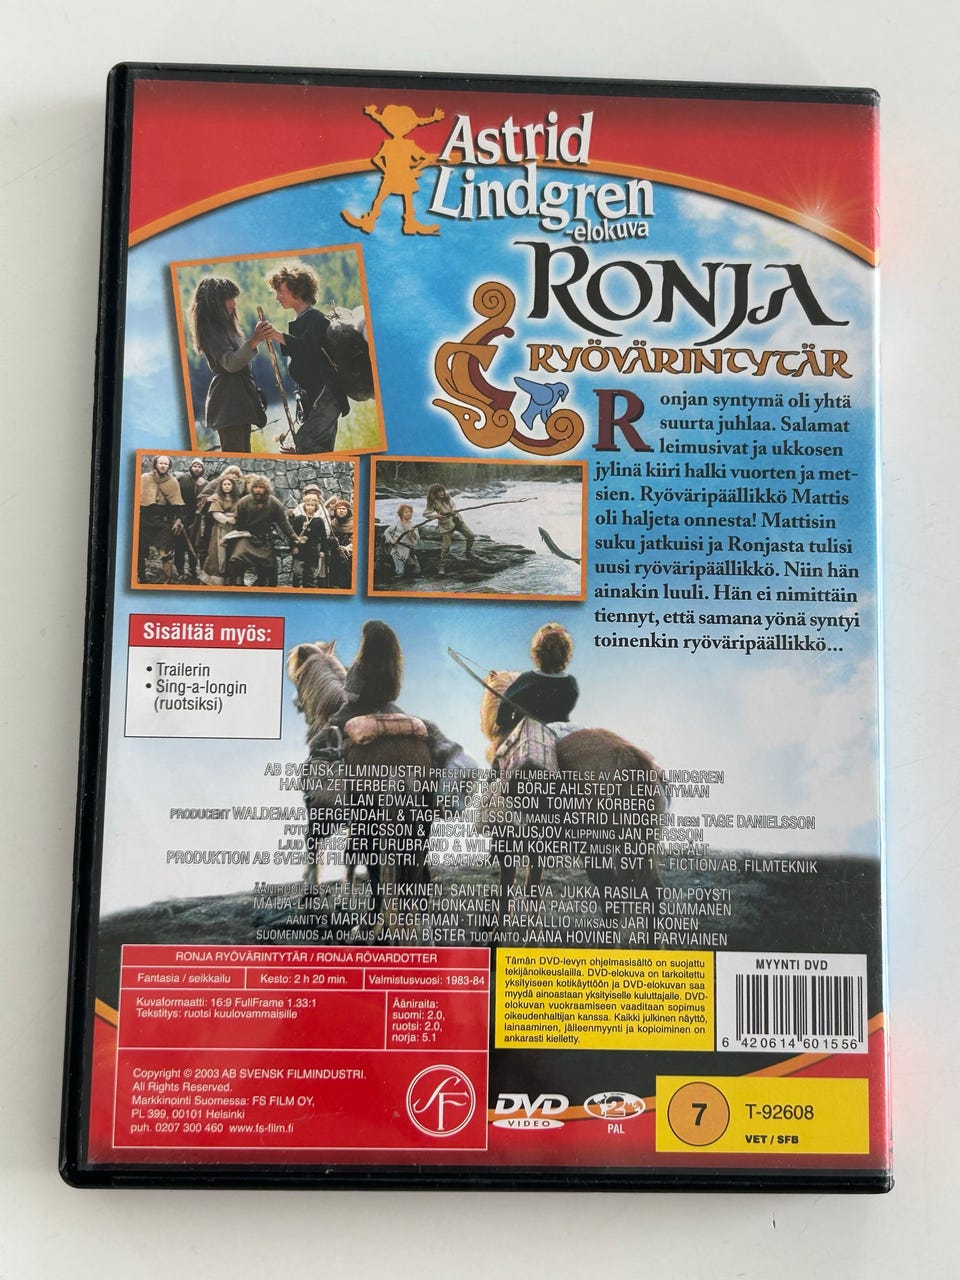 Astrid
Lindgren
-elokuva
RONJA
RYÖVÄRINTYTÄR
Ronjan syntymä oli yhtä
suurta juhlaa. Salamat
leimusivat ja ukkosen
jylinä kiiri halki vuorten ja met-
sien. Ryöväripäällikkö Mattis
oli haljeta onnesta! Mattisin
suku jatkuisi ja Ronjasta tulisi
uusi ryöväripäällikkö. Niin hän
ainakin luuli. Hän ei nimittäin
tiennyt, että samana yönä syntyi
toinenkin ryöväripäällikkö...
Sisältää myös:
• Trailerin
• Sing-a-longin
(ruotsiksi)
AB SVENSK FILMINDUSTRI PRESENTERAR EN FILMBERÄTTELSE AV ASTRID LINDGREN
HANNA ZETTERBERG DAN HÅFSTRÖM BÖRJE AHLSTEDT LENA NYMAN
ALLAN EDWALL PER OSCARSSON TOMMY KÖRBERG
PRODUCENT WALDEMAR BERGENDAHL & TAGE DANIELSSON MANUS ASTRID LINDGREN REGI TAGE DANIELSSON
FOTO RUNE ERICSSON & MISCHA GAVRJUSJOV KLIPPNING JAN PERSSON
LJUD CHRISTER FURUBRAND & WILHELM KÖKERITZ MUSIK BJÖRN ISFÄLT
PRODUKTION AB SVENSK FILMINDUSTRI, AB SVENSKA ORD, NORSK FILM, SVT 1 – FICTION/AB, FILMTEKNIK
ÄÄNIROOLEISSA HELJÄ HEIKKINEN SANTERI KALEVA JUKKA RASILA TOM PÖYSTI
MAIJA-LIISA PEUHU VEIKKO HONKANEN RINNA PAATSO PETTERI SUMMANEN
ÄÄNITYS MARKUS DEGERMAN - TIINA RAEKALLIO MIKSAUS JARI IKONEN
SUOMENNOS JA OHJAUS JAANA BISTER TUOTANTO JAANA HOVINEN ARI PARVIAINEN
RONJA RYÖVÄRINTYTÄR / RONJA RÖVARDOTTER
Fantasia / seikkailu Kesto: 2 h 20 min. Valmistusvuosi: 1983-84
Kuvaformaatti: 16:9 FullFrame 1.33:1
Tekstitys: ruotsi kuulovammaisille
Ääniraita:
suomi: 2.0,
ruotsi: 2.0,
norja: 5.1
Copyright © 2003 AB SVENSK FILMINDUSTRI.
All Rights Reserved.
Markkinointi Suomessa: FS FILM OY,
PL 399, 00101 Helsinki
puh. 0207 300 460 www.fs-film.fi
SF
Tämän DVD-levyn ohjelmasisältö on suojattu
tekijänoikeuslailla. DVD-elokuva on tarkoitettu
yksityiseen kotikäyttöön ja DVD-elokuvan saa
myydä ainoastaan yksityiselle kuluttajalle. DVD-
elokuvan vuokraamiseen vaaditaan sopimus
oikeudenhaltijan kanssa. Kaikki julkinen näyttö,
lainaaminen, jälleenmyynti ja kopioiminen on
ankarasti kielletty.
MYYNTI DVD
6 420614 601556
DVD
VIDEO
2
PAL
7
T-92608
VET / SFB